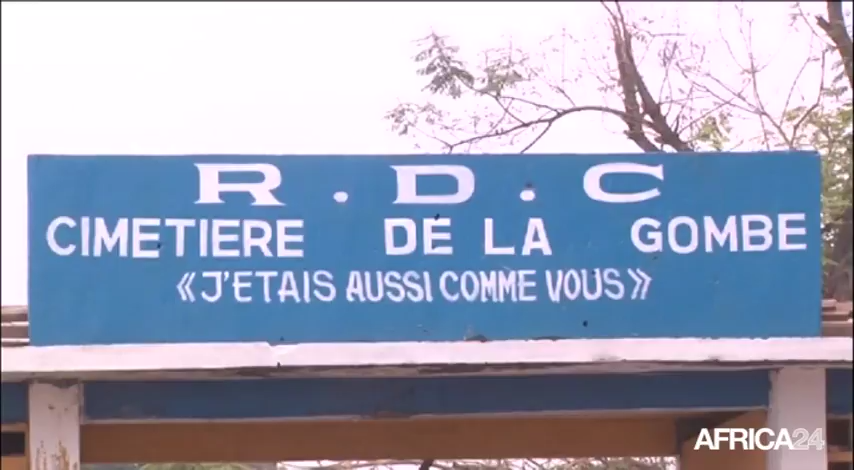 R.D.C
CIMETIERE DE LA GOMBE
«J'ETAIS AUSSI COMME VOUS»
AFRICA24